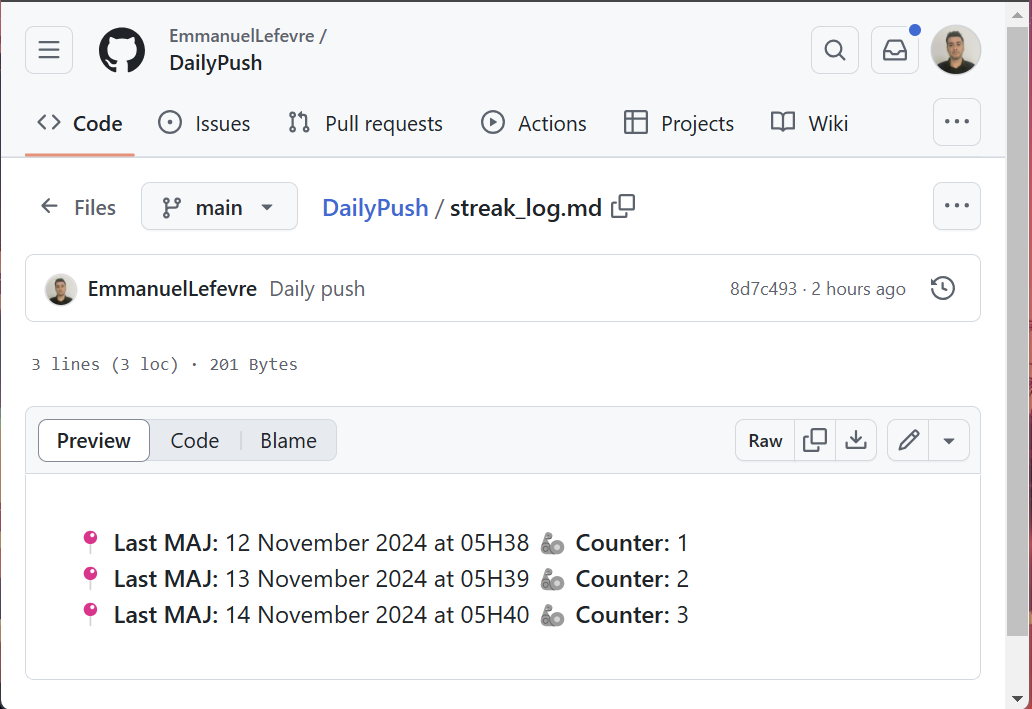 EmmanuelLefevre /
DailyPush
Code Issues Pull requests Actions Projects Wiki
Files main DailyPush / streak_log.md
EmmanuelLefevre Daily push 8d7c493 · 2 hours ago
3 lines (3 loc) · 201 Bytes
Preview Code Blame Raw
📍 Last MAJ: 12 November 2024 at 05H38 🦾 Counter: 1
📍 Last MAJ: 13 November 2024 at 05H39 🦾 Counter: 2
📍 Last MAJ: 14 November 2024 at 05H40 🦾 Counter: 3